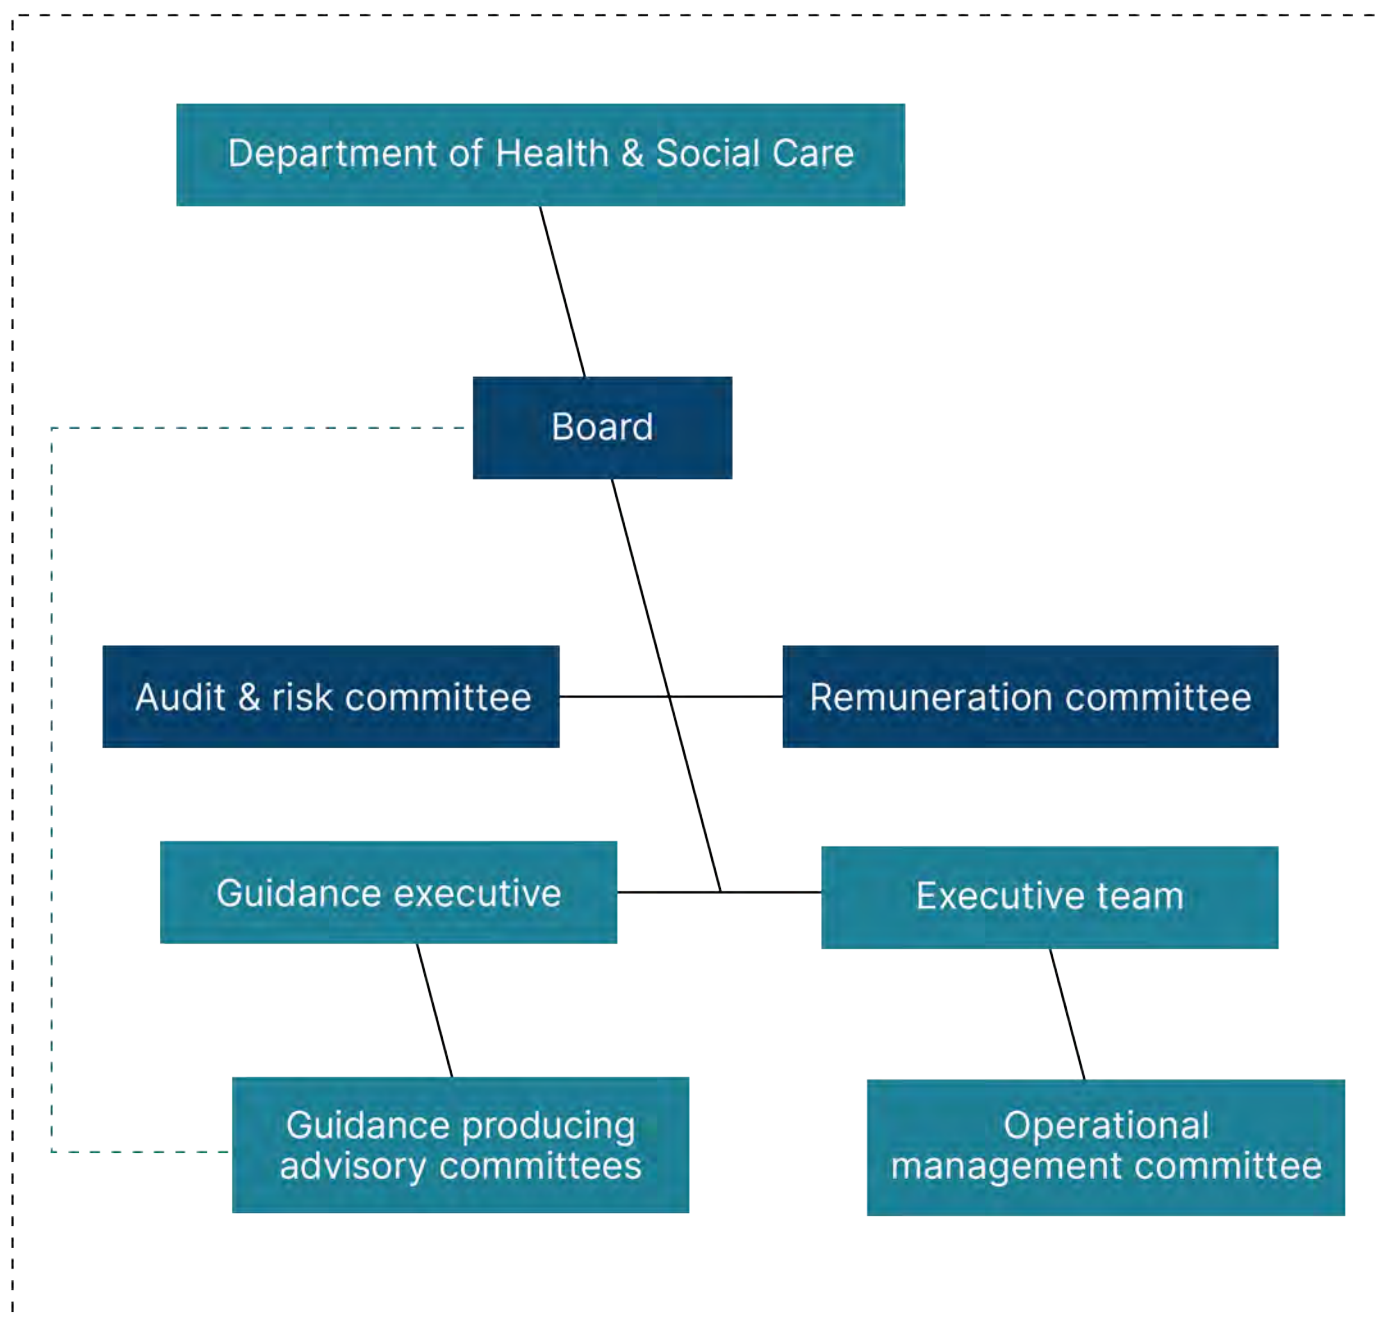 Department of Health & Social Care
Board
Audit & risk committee
Remuneration committee
Guidance executive
Executive team
Guidance producing
advisory committees
Operational
management committee